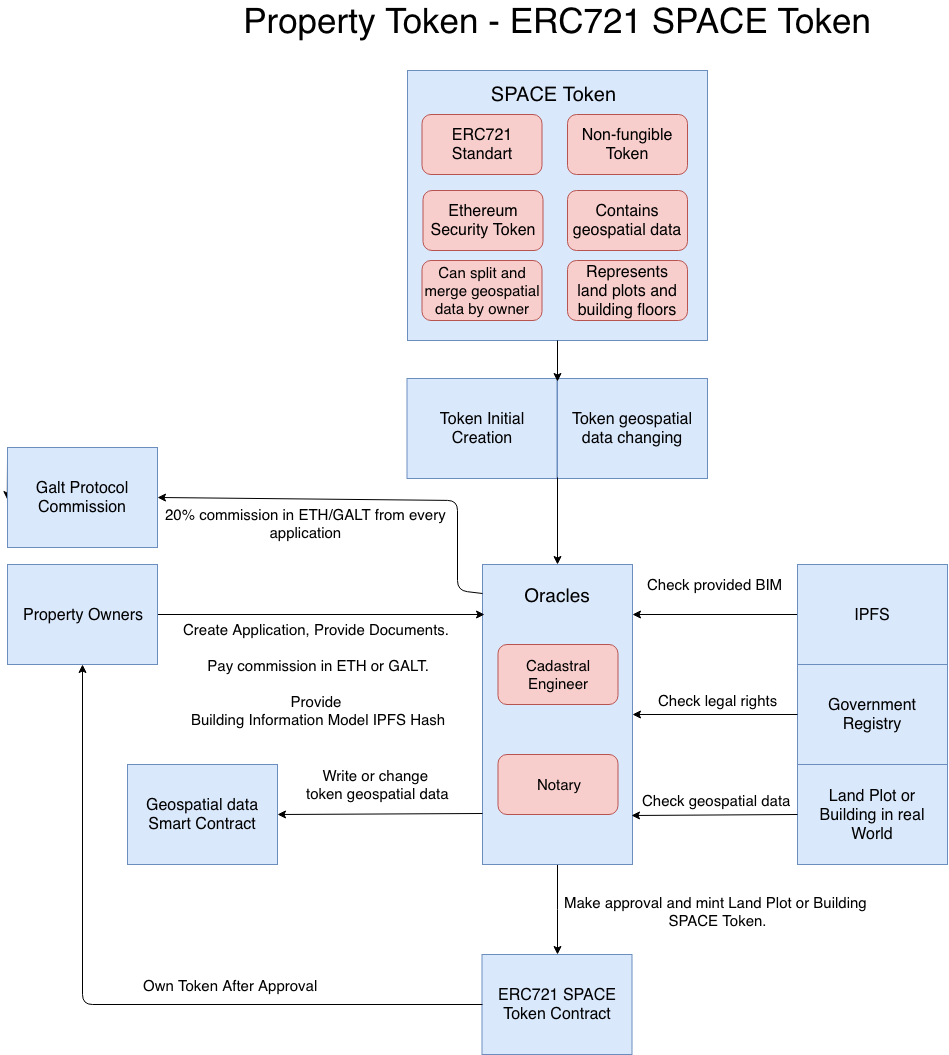 Property Token - ERC721 SPACE Token
SPACE Token
ERC721
Standart
Non-fungible
Token
Ethereum
Security Token
Contains
geospatial data
Can split and
merge geospatial
data by owner
Represents
land plots and
building floors
Token Initial
Creation
Token geospatial
data changing
Galt Protocol
Commission
20% commission in ETH/GALT from every
application
Property Owners
Create Application, Provide Documents.
Pay commission in ETH or GALT.
Provide
Building Information Model IPFS Hash
Oracles
Cadastral
Engineer
Notary
Check provided BIM
IPFS
Check legal rights
Government
Registry
Check geospatial data
Land Plot or
Building in real
World
Write or change
token geospatial data
Geospatial data
Smart Contract
Make approval and mint Land Plot or Building
SPACE Token.
Own Token After Approval
ERC721 SPACE
Token Contract